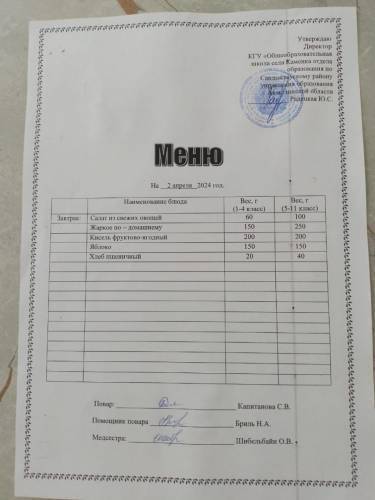 Утверждаю
Директор
КГУ «Общеобразовательная
школа села Каменка отдела
образования по
Сандыктаускому району
управления образования
Акмолинской области
Радецкая Ю.С.
Меню
На 2 апреля 2024 год.
Наименование блюда Вес, г (1-4 класс) Вес, г (5-11 класс)
Завтрак: Салат из свежих овощей 60 100
Жаркое по – домашнему 150 250
Кисель фруктово-ягодный 200 200
Яблоко 150 150
Хлеб пшеничный 20 40
Повар: Капитанова С.В.
Помощник повара Бриль Н.А.
Медсестра: Шибельбайн О.В.